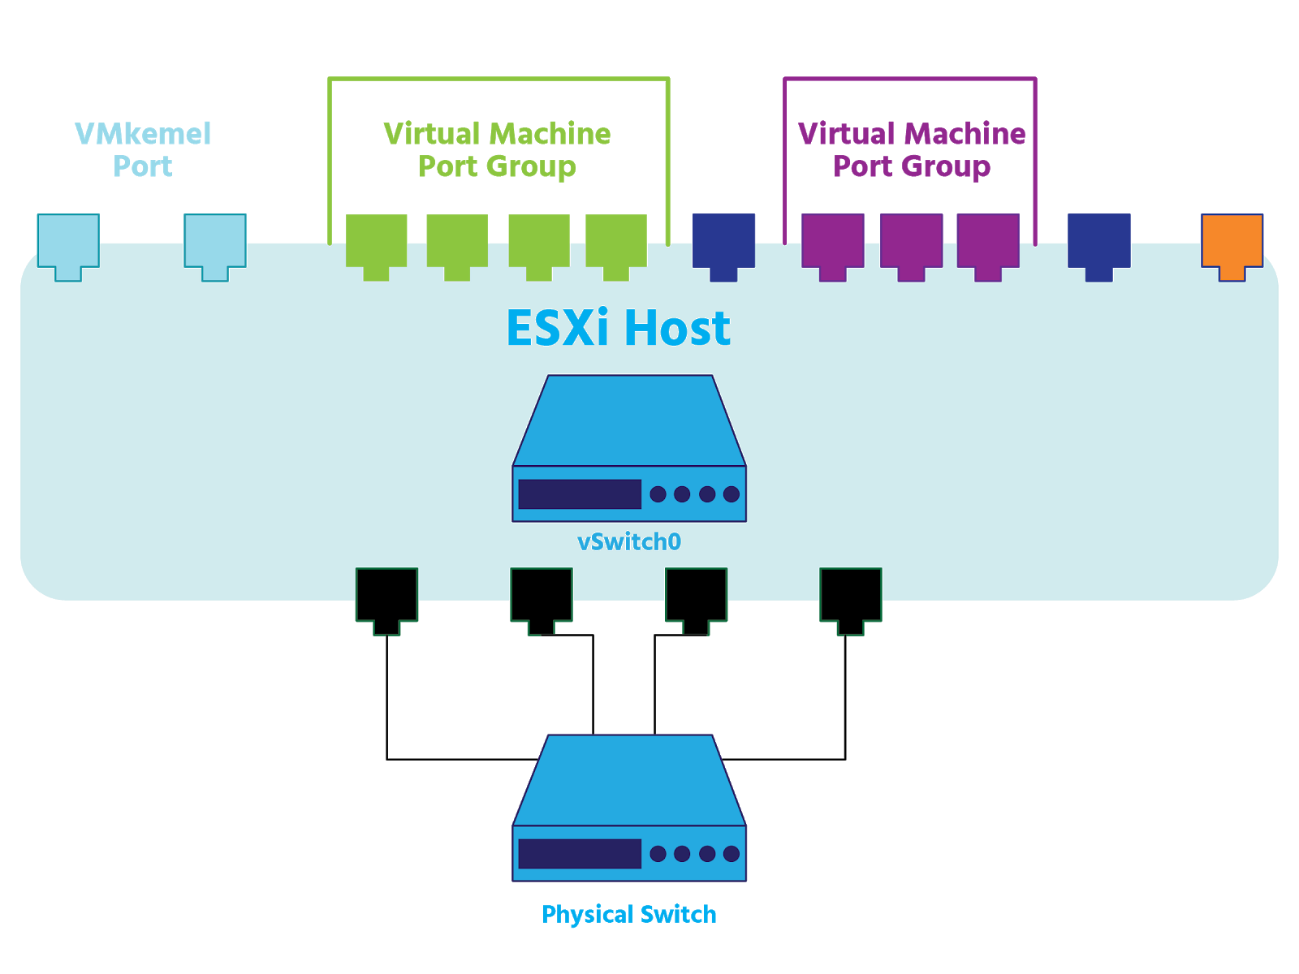 VMkemel
Port
Virtual Machine
Port Group
Virtual Machine
Port Group
ESXi Host
vSwitch0
Physical Switch